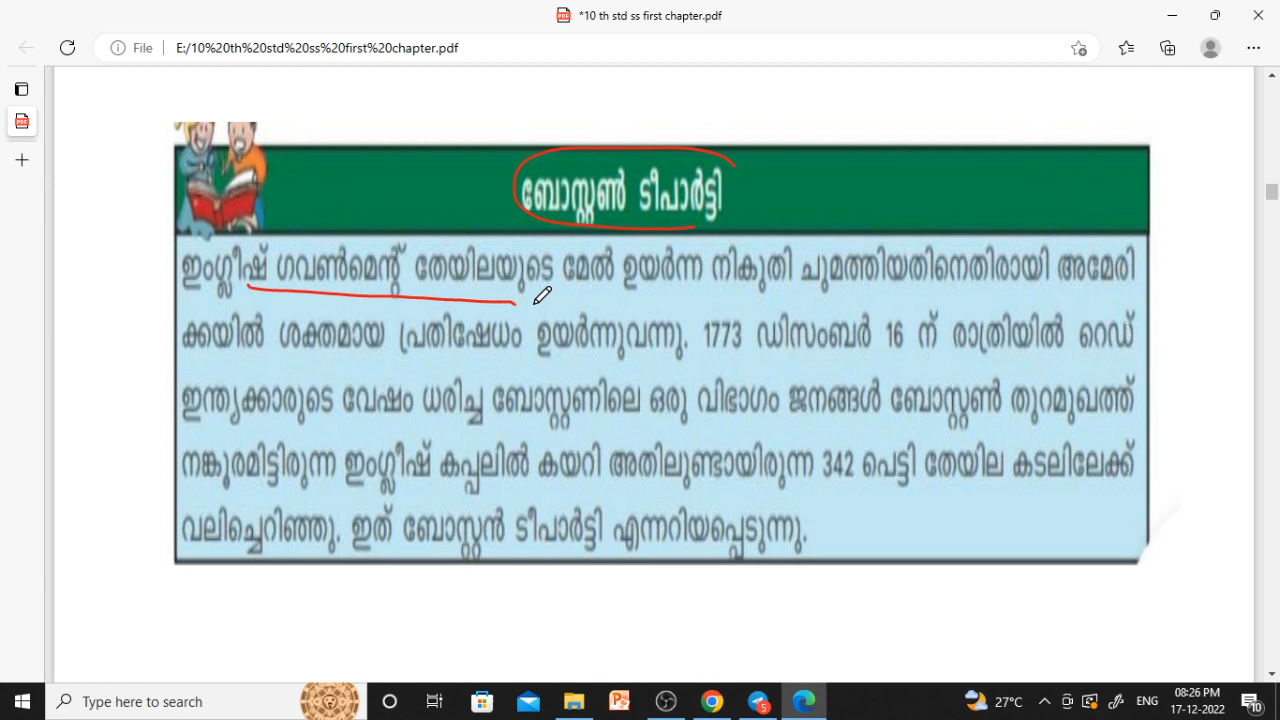 *10 th std ss first chapter.pdf
File
E:/10%20th%20std%20ss%20first%20chapter.pdf
ബോസ്റ്റൺ ടീപാർട്ടി
ഇംഗ്ലീഷ് ഗവൺമെന്റ് തേയിലയുടെ മേൽ ഉയർന്ന നികുതി ചുമത്തിയതിനെതിരായി അമേരി
ക്കയിൽ ശക്തമായ പ്രതിഷേധം ഉയർന്നുവന്നു. 1773 ഡിസംബർ 16 ന് രാത്രിയിൽ റെഡ്
ഇന്ത്യക്കാരുടെ വേഷം ധരിച്ച ബോസ്റ്റണിലെ ഒരു വിഭാഗം ജനങ്ങൾ ബോസ്റ്റൺ തുറമുഖത്ത്
നങ്കൂരമിട്ടിരുന്ന ഇംഗ്ലീഷ് കപ്പലിൽ കയറി അതിലുണ്ടായിരുന്ന 342 പെട്ടി തേയില കടലിലേക്ക്
വലിച്ചെറിഞ്ഞു. ഇത് ബോസ്റ്റൻ ടീപാർട്ടി എന്നറിയപ്പെടുന്നു.
Type here to search
27°C
ENG
08:26 PM
17-12-2022
5
10